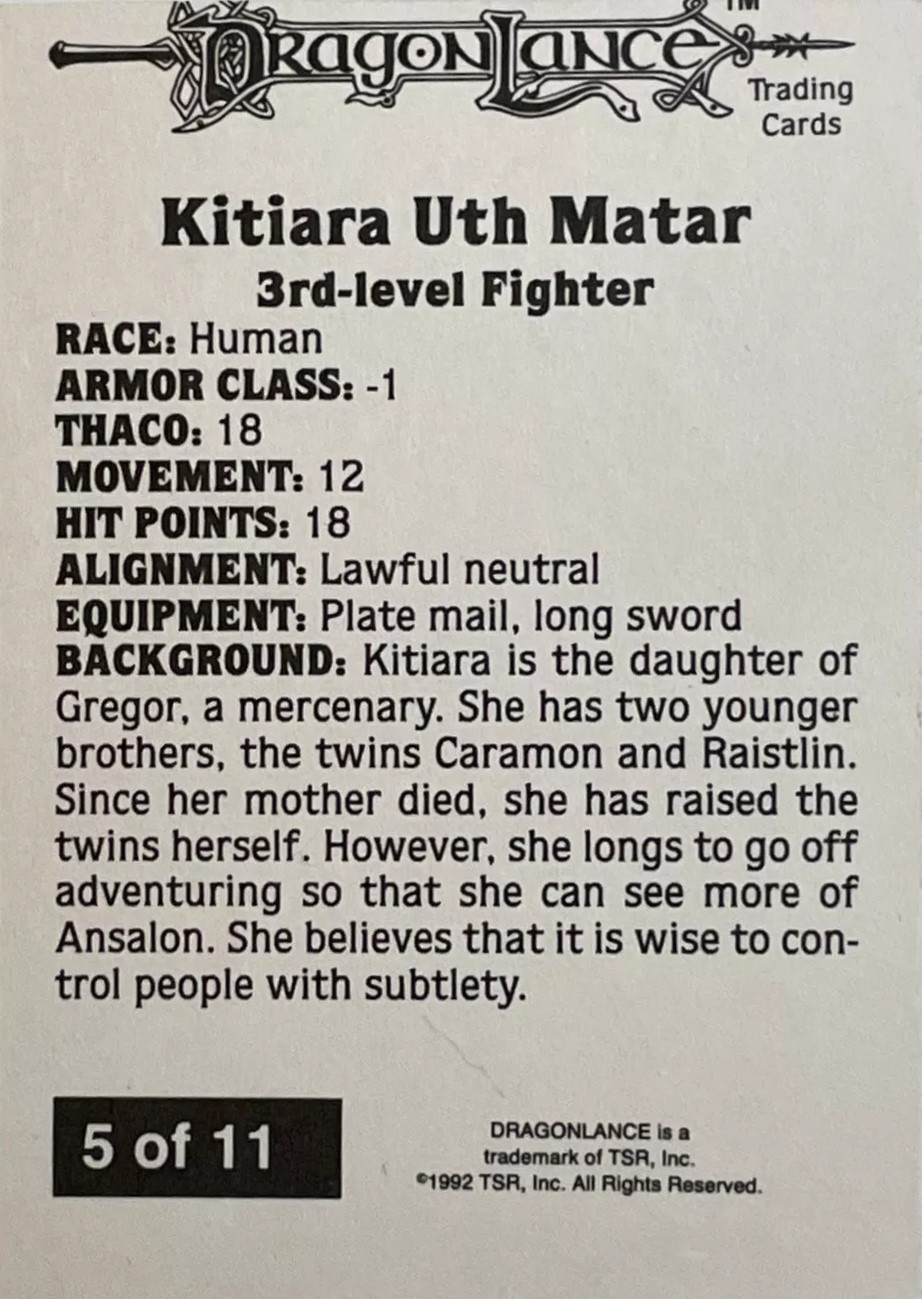 DRAGONLANCE
TM
Trading
Cards
Kitiara Uth Matar
3rd-level Fighter
RACE: Human
ARMOR CLASS: -1
THACO: 18
MOVEMENT: 12
HIT POINTS: 18
ALIGNMENT: Lawful neutral
EQUIPMENT: Plate mail, long sword
BACKGROUND: Kitiara is the daughter of
Gregor, a mercenary. She has two younger
brothers, the twins Caramon and Raistlin.
Since her mother died, she has raised the
twins herself. However, she longs to go off
adventuring so that she can see more of
Ansalon. She believes that it is wise to con-
trol people with subtlety.
5 of 11
DRAGONLANCE is a
trademark of TSR, Inc.
©1992 TSR, Inc. All Rights Reserved.